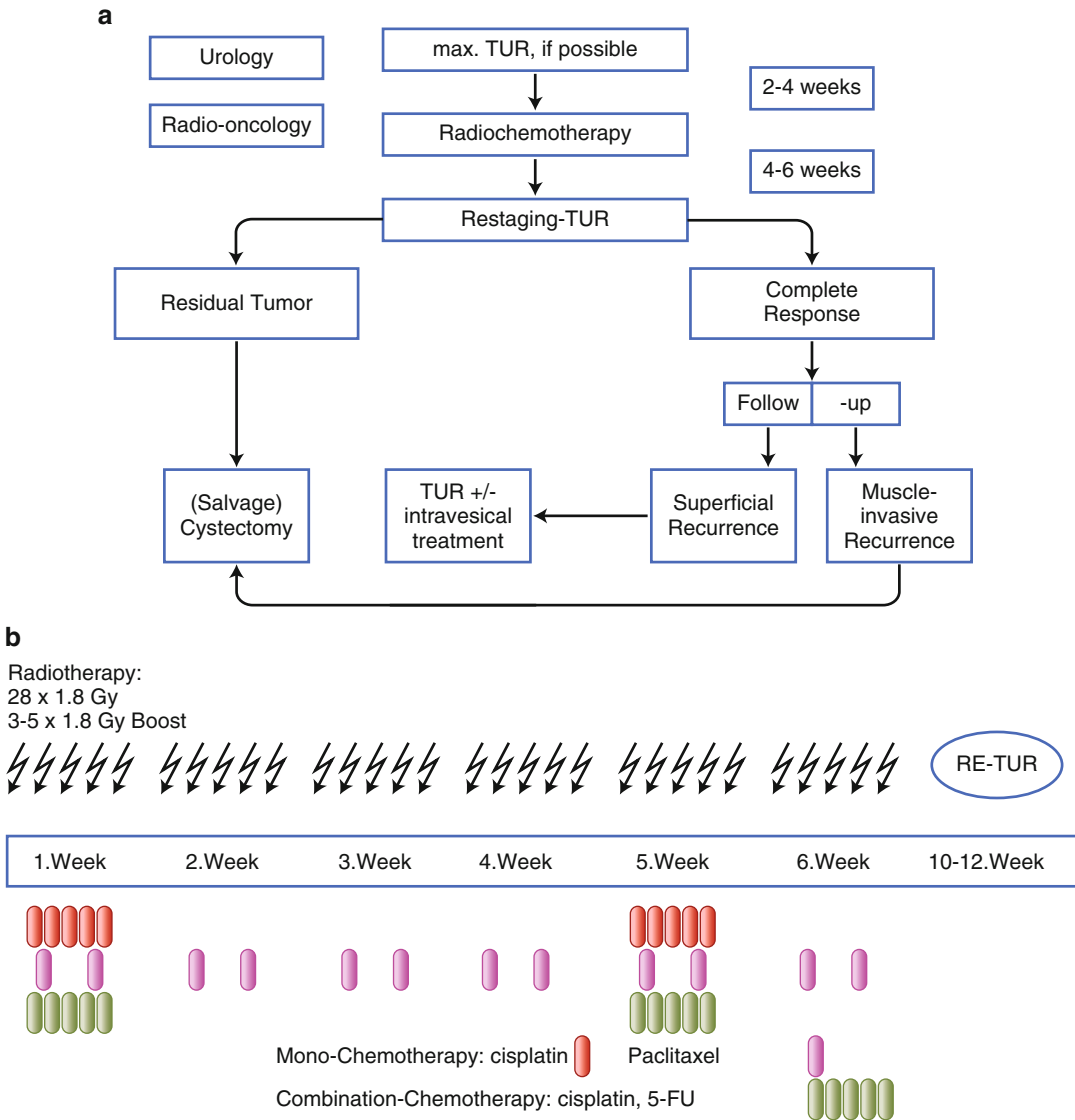 a
Urology
max. TUR, if possible
2-4 weeks
Radio-oncology
Radiochemotherapy
4-6 weeks
Restaging-TUR
Residual Tumor
Complete
Response
Follow
-up
(Salvage)
Cystectomy
TUR +/-
intravesical
treatment
Superficial
Recurrence
Muscle-
invasive
Recurrence
b
Radiotherapy:
28 x 1.8 Gy
3-5 x 1.8 Gy Boost
RE-TUR
1.Week
2.Week
3.Week
4.Week
5.Week
6.Week
10-12.Week
Mono-Chemotherapy: cisplatin
Paclitaxel
Combination-Chemotherapy: cisplatin, 5-FU